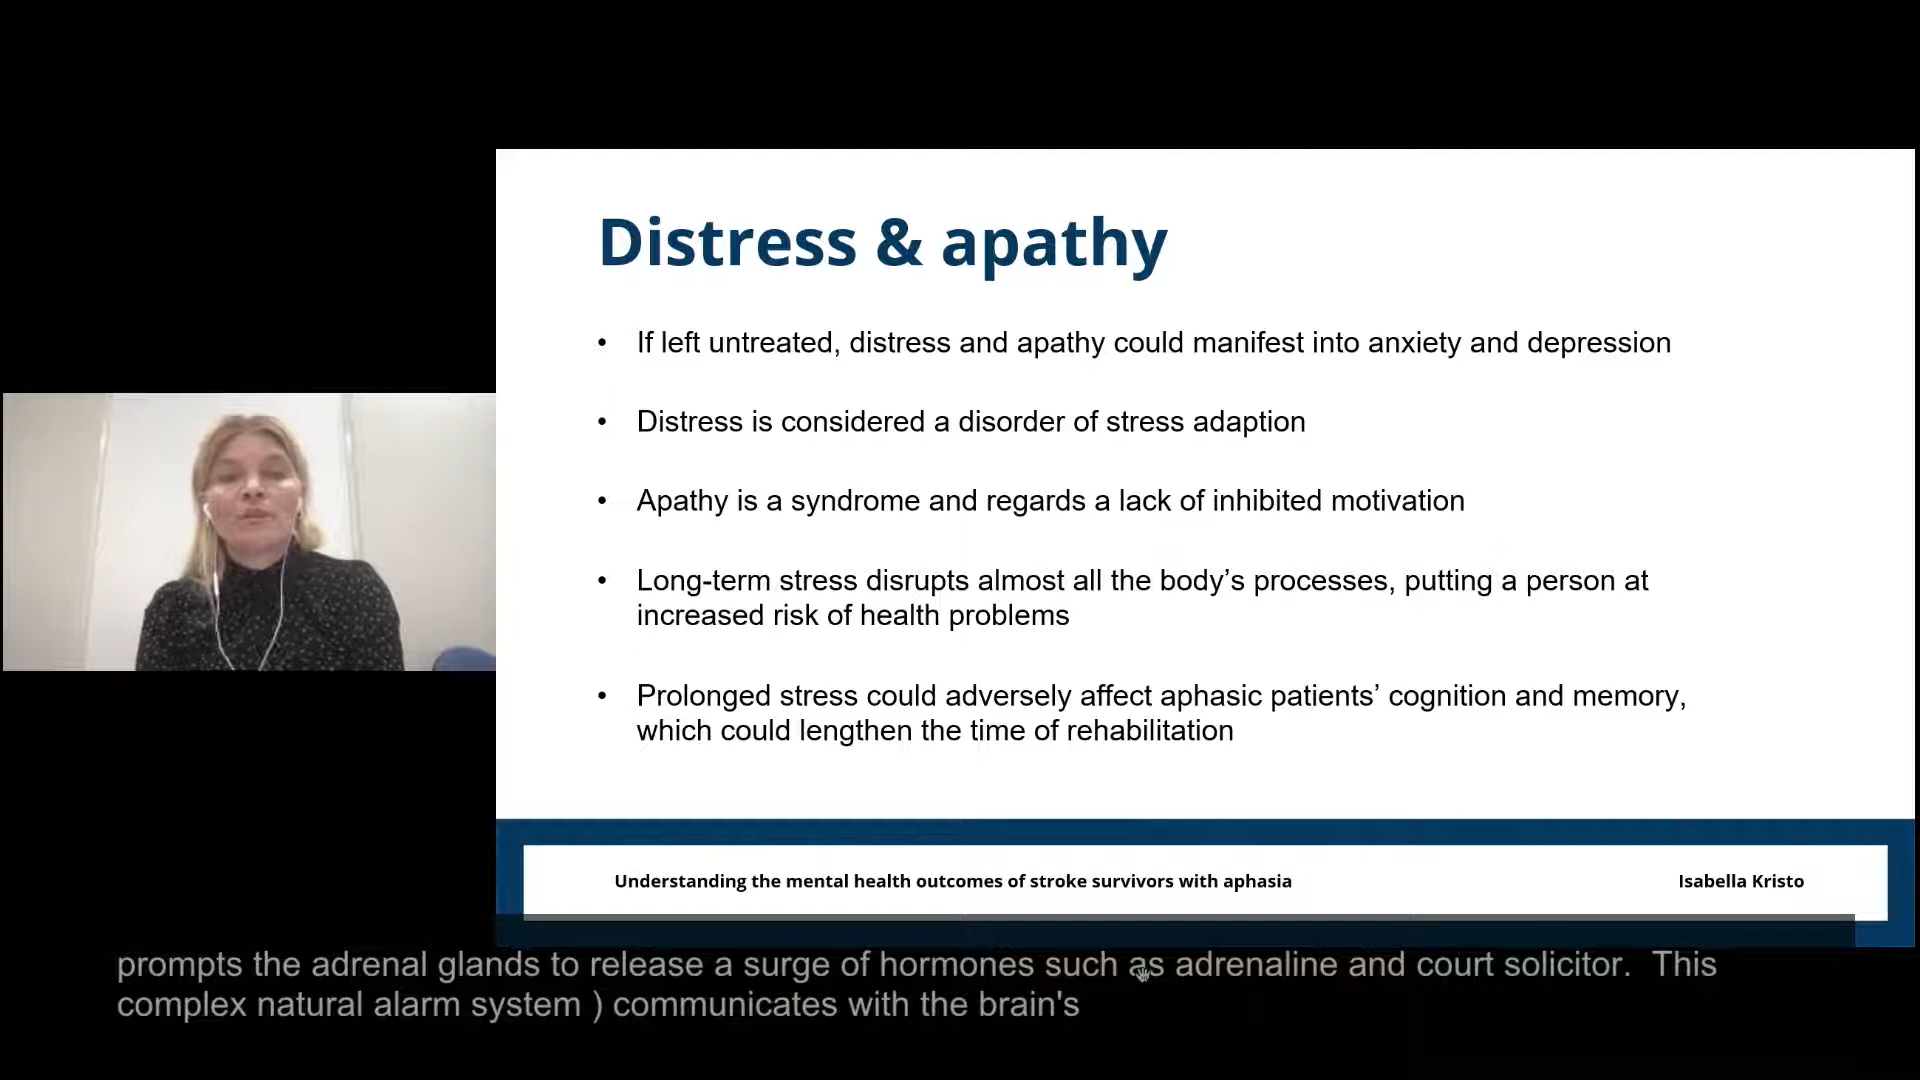 Distress & apathy
• If left untreated, distress and apathy could manifest into anxiety and depression
• Distress is considered a disorder of stress adaption
• Apathy is a syndrome and regards a lack of inhibited motivation
• Long-term stress disrupts almost all the body’s processes, putting a person at
increased risk of health problems
• Prolonged stress could adversely affect aphasic patients’ cognition and memory,
which could lengthen the time of rehabilitation
Understanding the mental health outcomes of stroke survivors with aphasia
Isabella Kristo
prompts the adrenal glands to release a surge of hormones such as adrenaline and court solicitor.  This
complex natural alarm system ) communicates with the brain's